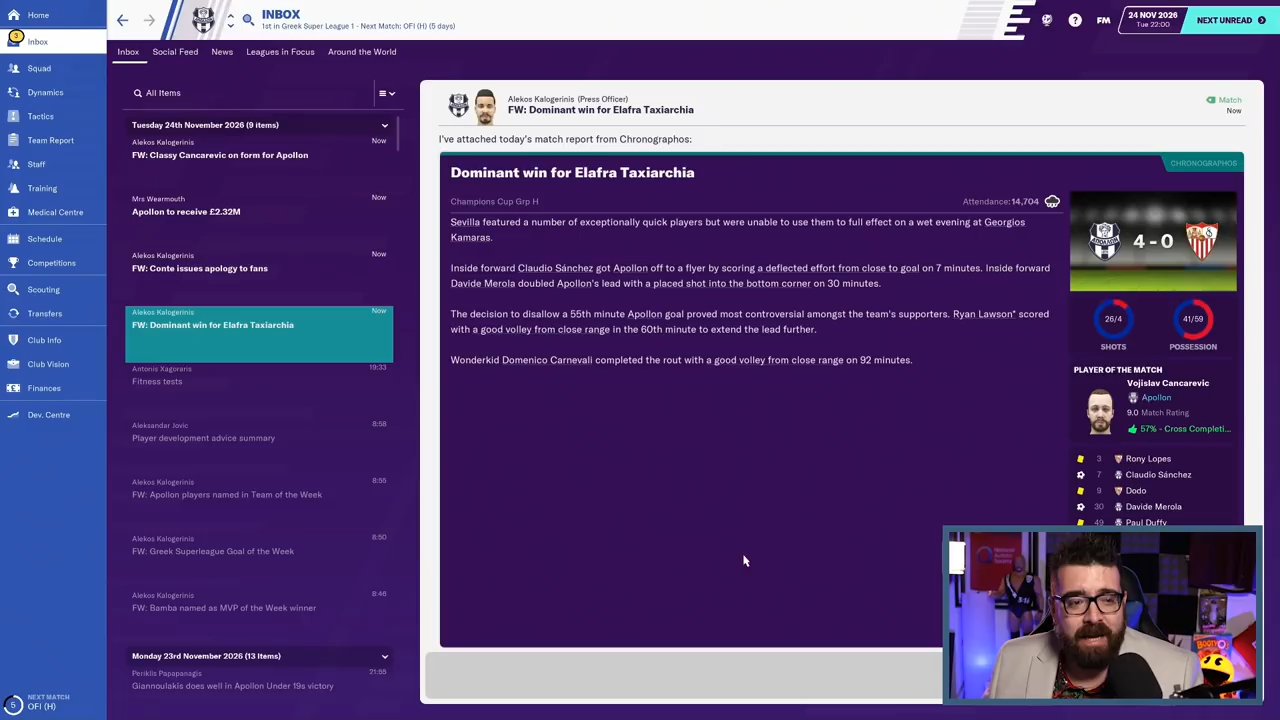 Home
3
Inbox
Squad
Dynamics
Tactics
Team Report
Staff
Training
Medical Centre
Schedule
Competitions
Scouting
Transfers
Club Info
Club Vision
Finances
Dev. Centre
5
NEXT MATCH
OFI (H)
INBOX
1st in Greek Super League 1 - Next Match: OFI (H) (5 days)
?
FM
24 NOV 2026
Tue 22:00
NEXT UNREAD
Inbox
Social Feed
News
Leagues in Focus
Around the World
All Items
Tuesday 24th November 2026 (9 items)
Alekos Kalogerinis
Now
FW: Classy Cancarevic on form for Apollon
Mrs Wearmouth
Now
Apollon to receive £2.32M
Alekos Kalogerinis
Now
FW: Conte issues apology to fans
Alekos Kalogerinis
Now
FW: Dominant win for Elafra Taxiarchia
Antonis Xagoraris
19:33
Fitness tests
Aleksandar Jovic
8:58
Player development advice summary
Alekos Kalogerinis
8:55
FW: Apollon players named in Team of the Week
Alekos Kalogerinis
8:50
FW: Greek Superleague Goal of the Week
Alekos Kalogerinis
8:46
FW: Bamba named as MVP of the Week winner
Monday 23rd November 2026 (13 items)
Periklis Papapanagis
21:55
Giannoulakis does well in Apollon Under 19s victory
Alekos Kalogerinis (Press Officer)
FW: Dominant win for Elafra Taxiarchia
Match
Now
I've attached today's match report from Chronographos:
CHRONOGRAPHOS
Dominant win for Elafra Taxiarchia
Champions Cup Grp H
Attendance: 14,704
Sevilla featured a number of exceptionally quick players but were unable to use them to full effect on a wet evening at Georgios
Kamaras.
Inside forward Claudio Sánchez got Apollon off to a flyer by scoring a deflected effort from close to goal on 7 minutes. Inside forward
Davide Merola doubled Apollon's lead with a placed shot into the bottom corner on 30 minutes.
The decision to disallow a 55th minute Apollon goal proved most controversial amongst the team's supporters. Ryan Lawson* scored
with a good volley from close range in the 60th minute to extend the lead further.
Wonderkid Domenico Carnevali completed the rout with a good volley from close range on 92 minutes.
4 - 0
26/4
SHOTS
41/59
POSSESSION
PLAYER OF THE MATCH
Vojislav Cancarevic
Apollon
9.0 Match Rating
57% - Cross Completi...
3 Rony Lopes
7 Claudio Sánchez
9 Dodo
30 Davide Merola
49 Paul Duffy